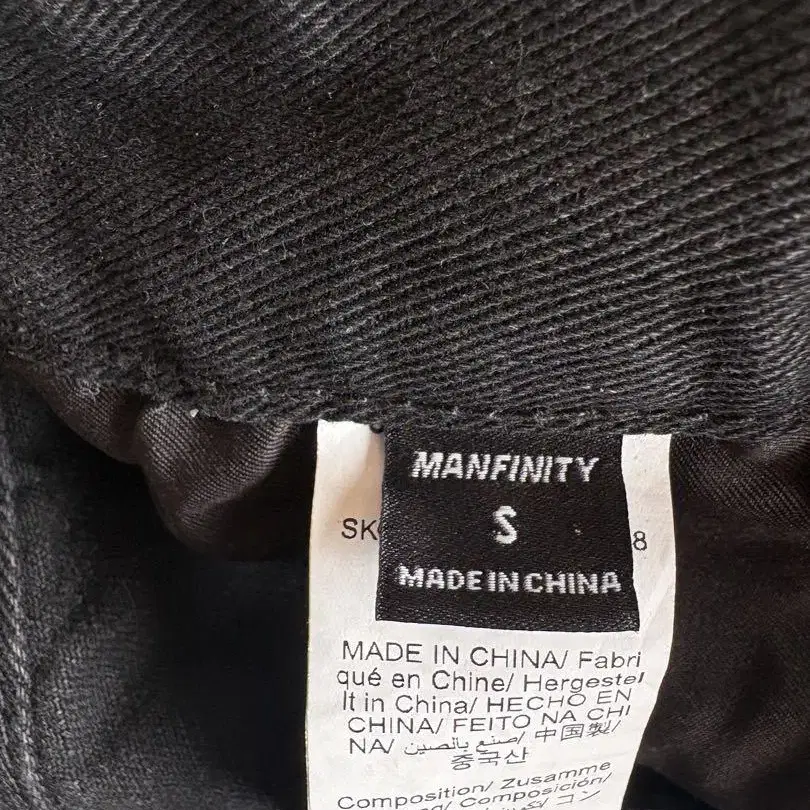 MANFINITY
S
MADE IN CHINA
SK
8
MADE IN CHINA/ Fabri
qué en Chine/ Hergestel
lt in China/ HECHO EN
CHINA/ FEITO NA CHI
NA/ صنع بالصين/ 中国製/
중국산
Composition/ Zusamme
Composición/